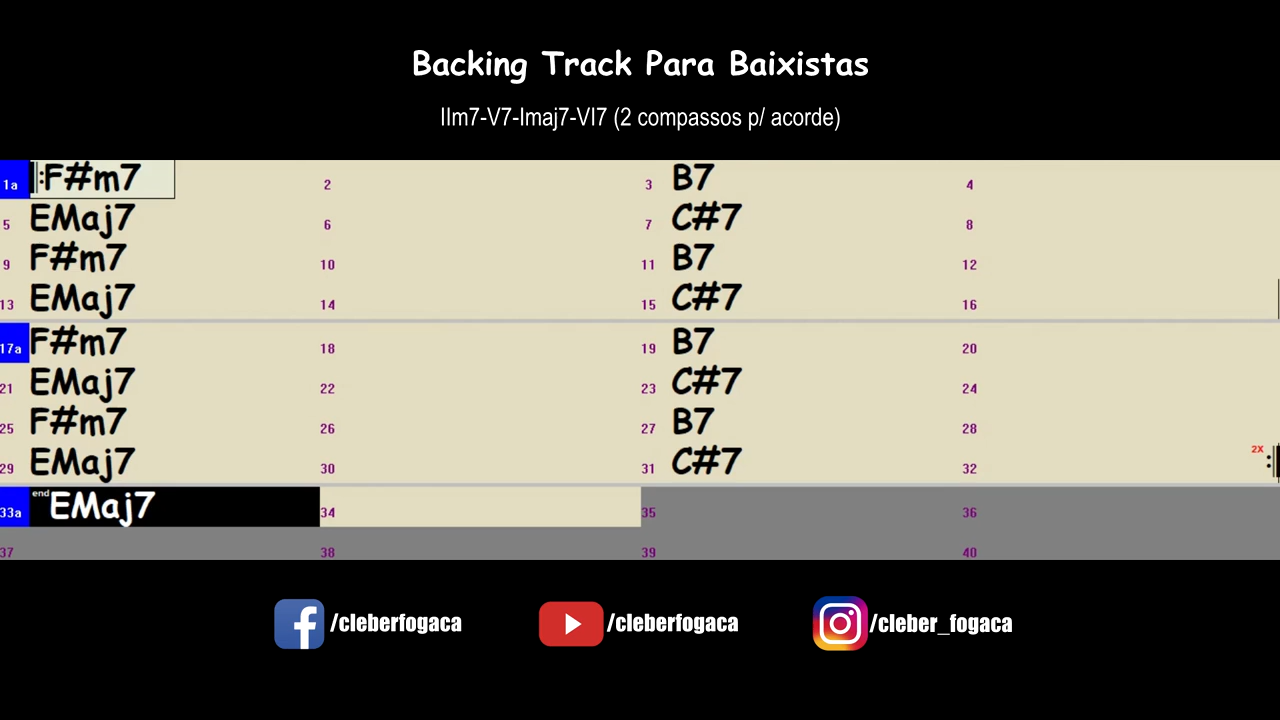 Backing Track Para Baixistas
IIm7-V7-Imaj7-VI7 (2 compassos p/ acorde)
1a F#m7 2 3 B7 4
5 EMaj7 6 7 C#7 8
9 F#m7 10 11 B7 12
13 EMaj7 14 15 C#7 16
17a F#m7 18 19 B7 20
21 EMaj7 22 23 C#7 24
25 F#m7 26 27 B7 28
29 EMaj7 30 31 C#7 32 2X
33a end EMaj7 34 35 36
37 38 39 40
/cleberfogaca /cleberfogaca /cleber_fogaca